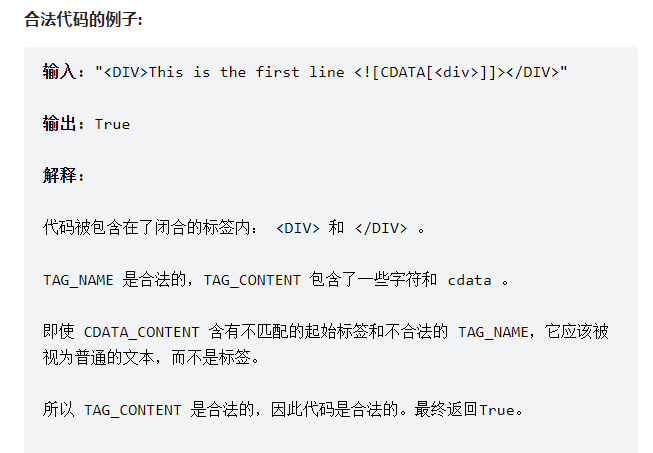 合法代码的例子:
输入: "<DIV>This is the first line <![CDATA[<div>]]></DIV>"
输出: True
解释:
代码被包含在了闭合的标签内: <DIV> 和 </DIV> 。
TAG_NAME 是合法的，TAG_CONTENT 包含了一些字符和 cdata 。
即使 CDATA_CONTENT 含有不匹配的起始标签和不合法的 TAG_NAME，它应该被
视为普通的文本，而不是标签。
所以 TAG_CONTENT 是合法的，因此代码是合法的。最终返回True。